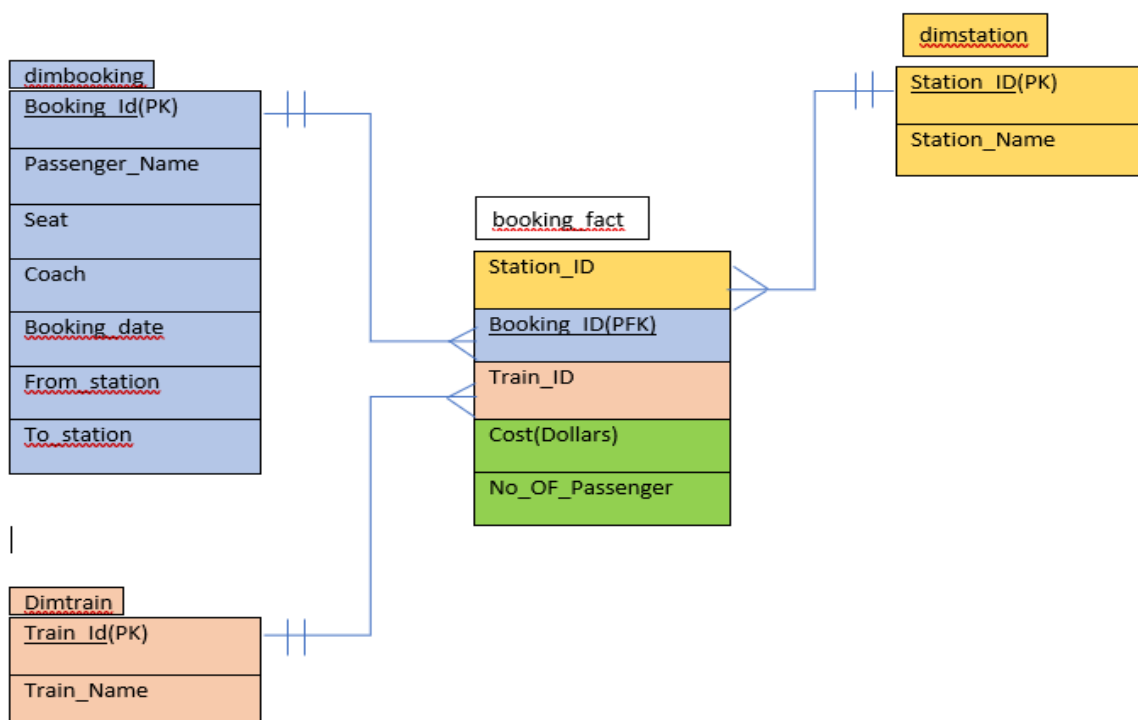 dimbooking
Booking_Id(PK)
Passenger_Name
Seat
Coach
Booking_date
From_station
To_station
Dimtrain
Train_Id(PK)
Train_Name
booking_fact
Station_ID
Booking_ID(PFK)
Train_ID
Cost(Dollars)
No_OF_Passenger
dimstation
Station_ID(PK)
Station_Name